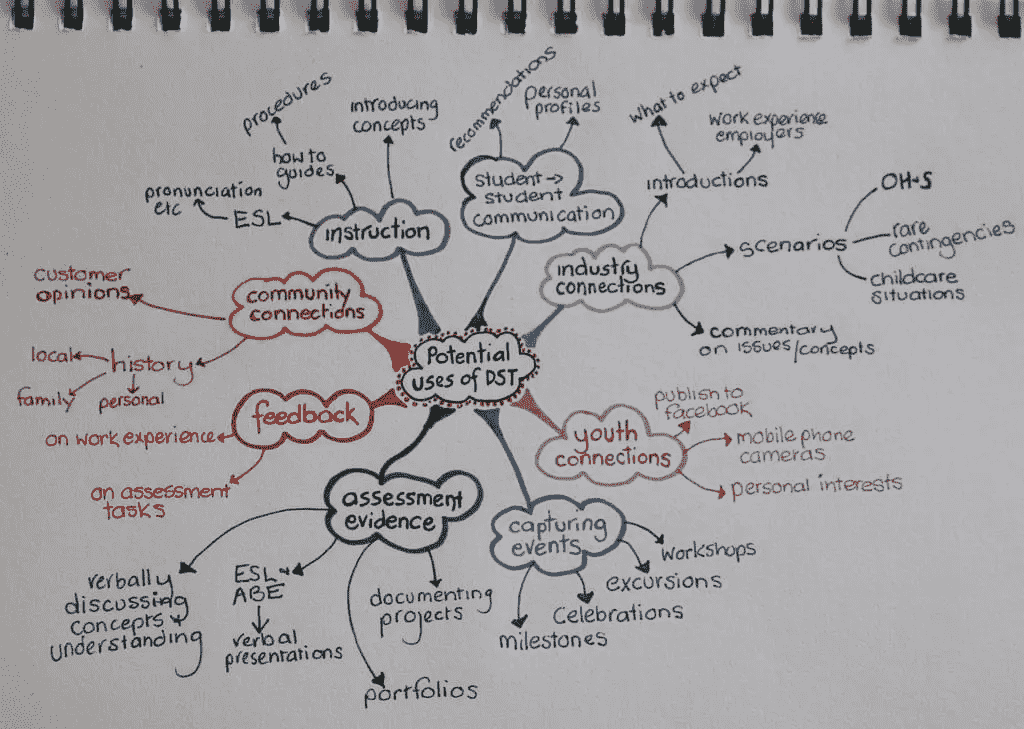 Potential
uses of DST
instruction
introducing
concepts
how to
guides
procedures
ESL
pronunciation
etc
student →
student
communication
recommendations
personal
profiles
industry
connections
introductions
what to expect
work experience
employers
scenarios
OH+S
rare
contingencies
childcare
situations
commentary
on issues/concepts
youth
connections
publish to
facebook
mobile phone
cameras
personal interests
capturing
events
workshops
excursions
celebrations
milestones
assessment
evidence
documenting
projects
portfolios
ESL +
ABE
verbal
presentations
verbally
discussing
concepts +
understanding
feedback
on work experience
on assessment
tasks
community
connections
customer
opinions
history
local
family
personal